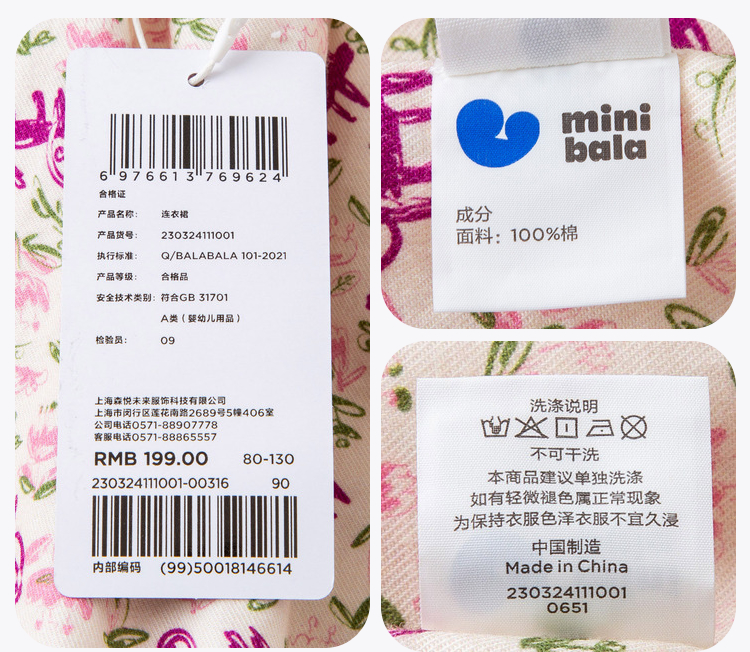 6 976613 769624
合格证
产品名称： 连衣裙
产品货号： 230324111001
执行标准： Q/BALABALA 101-2021
产品等级： 合格品
安全技术类别： 符合GB 31701
A类（婴幼儿用品）
检验员： 09
上海森悦未来服饰科技有限公司
上海市闵行区莲花南路2689号5幢406室
公司电话0571-88907778
客服电话0571-88865557
RMB 199.00 80-130
230324111001-00316 90
内部编码 (99)50018146614
mini
bala
成分
面料：100%棉
洗涤说明
不可干洗
本商品建议单独洗涤
如有轻微褪色属正常现象
为保持衣服色泽衣服不宜久浸
中国制造
Made in China
230324111001
0651